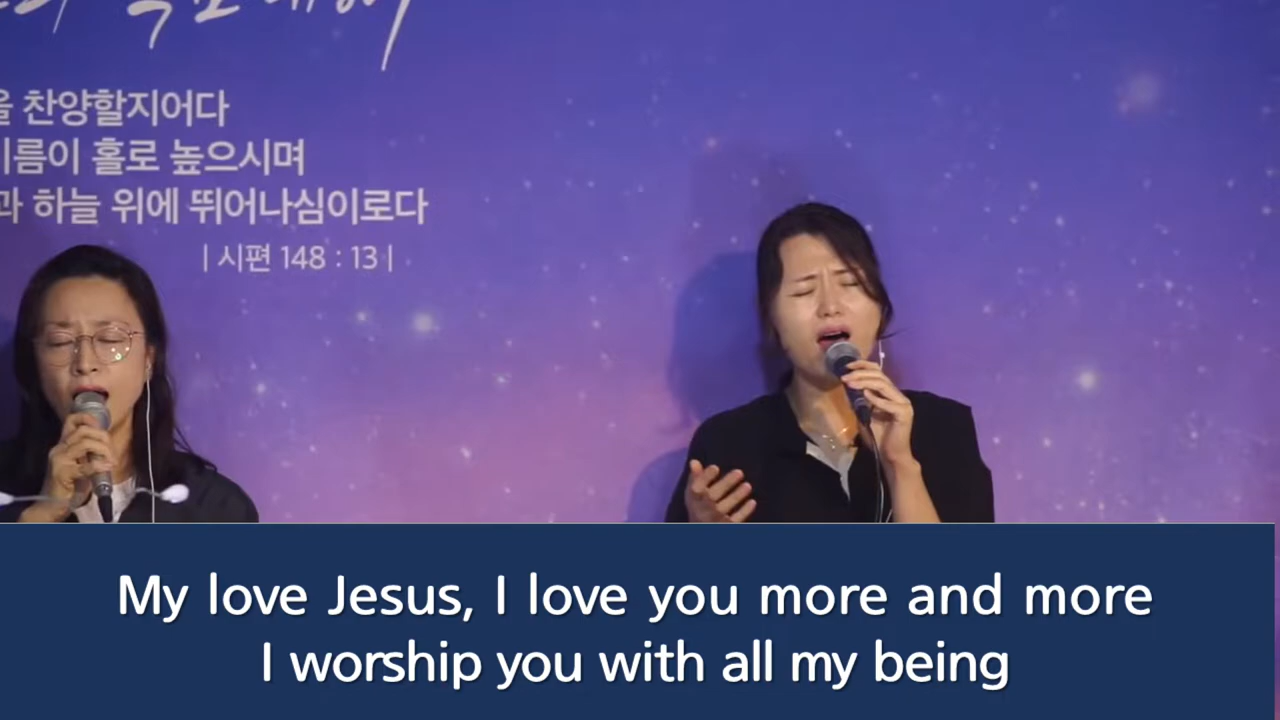 을 찬양할지어다
이름이 홀로 높으시며
과 하늘 위에 뛰어나심이로다
| 시편 148 : 13 |
My love Jesus, I love you more and more
I worship you with all my being